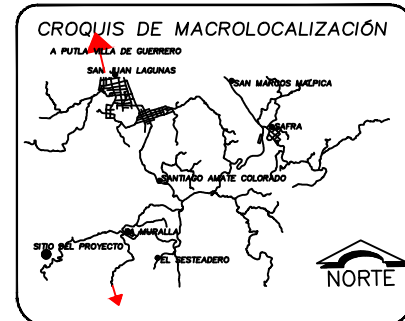 CROQUIS DE MACROLOCALIZACIÓN
A PUTLA VILLA DE GUERRERO
SAN JUAN LAGUNAS
SAN MARCOS MALPICA
ZAFRA
SANTIAGO AMATE COLORADO
LA MURALLA
SITIO DEL PROYECTO
EL SESTEADERO
NORTE